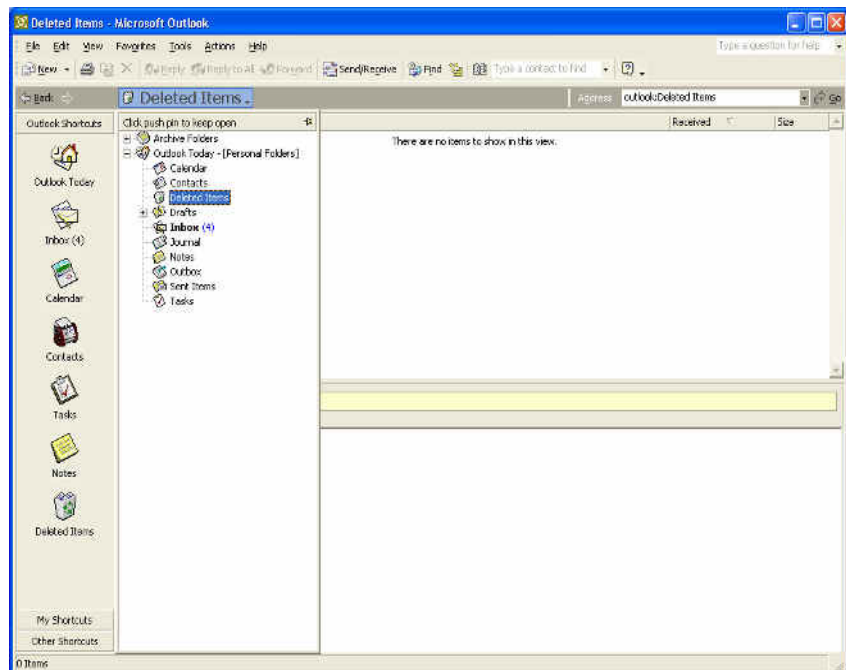 Deleted Items - Microsoft Outlook
File Edit View Favorites Tools Actions Help
Type a question for help
New Reply Reply to All Forward Send/Receive Find Type a contact to find
Back Deleted Items Address outlook:Deleted Items Go
Outlook Shortcuts
Outlook Today
Inbox (4)
Calendar
Contacts
Tasks
Notes
Deleted Items
My Shortcuts
Other Shortcuts
Click push pin to keep open
Archive Folders
Outlook Today - [Personal Folders]
Calendar
Contacts
Deleted Items
Drafts
Inbox (4)
Journal
Notes
Outbox
Sent Items
Tasks
Received Size
There are no items to show in this view.
0 Items